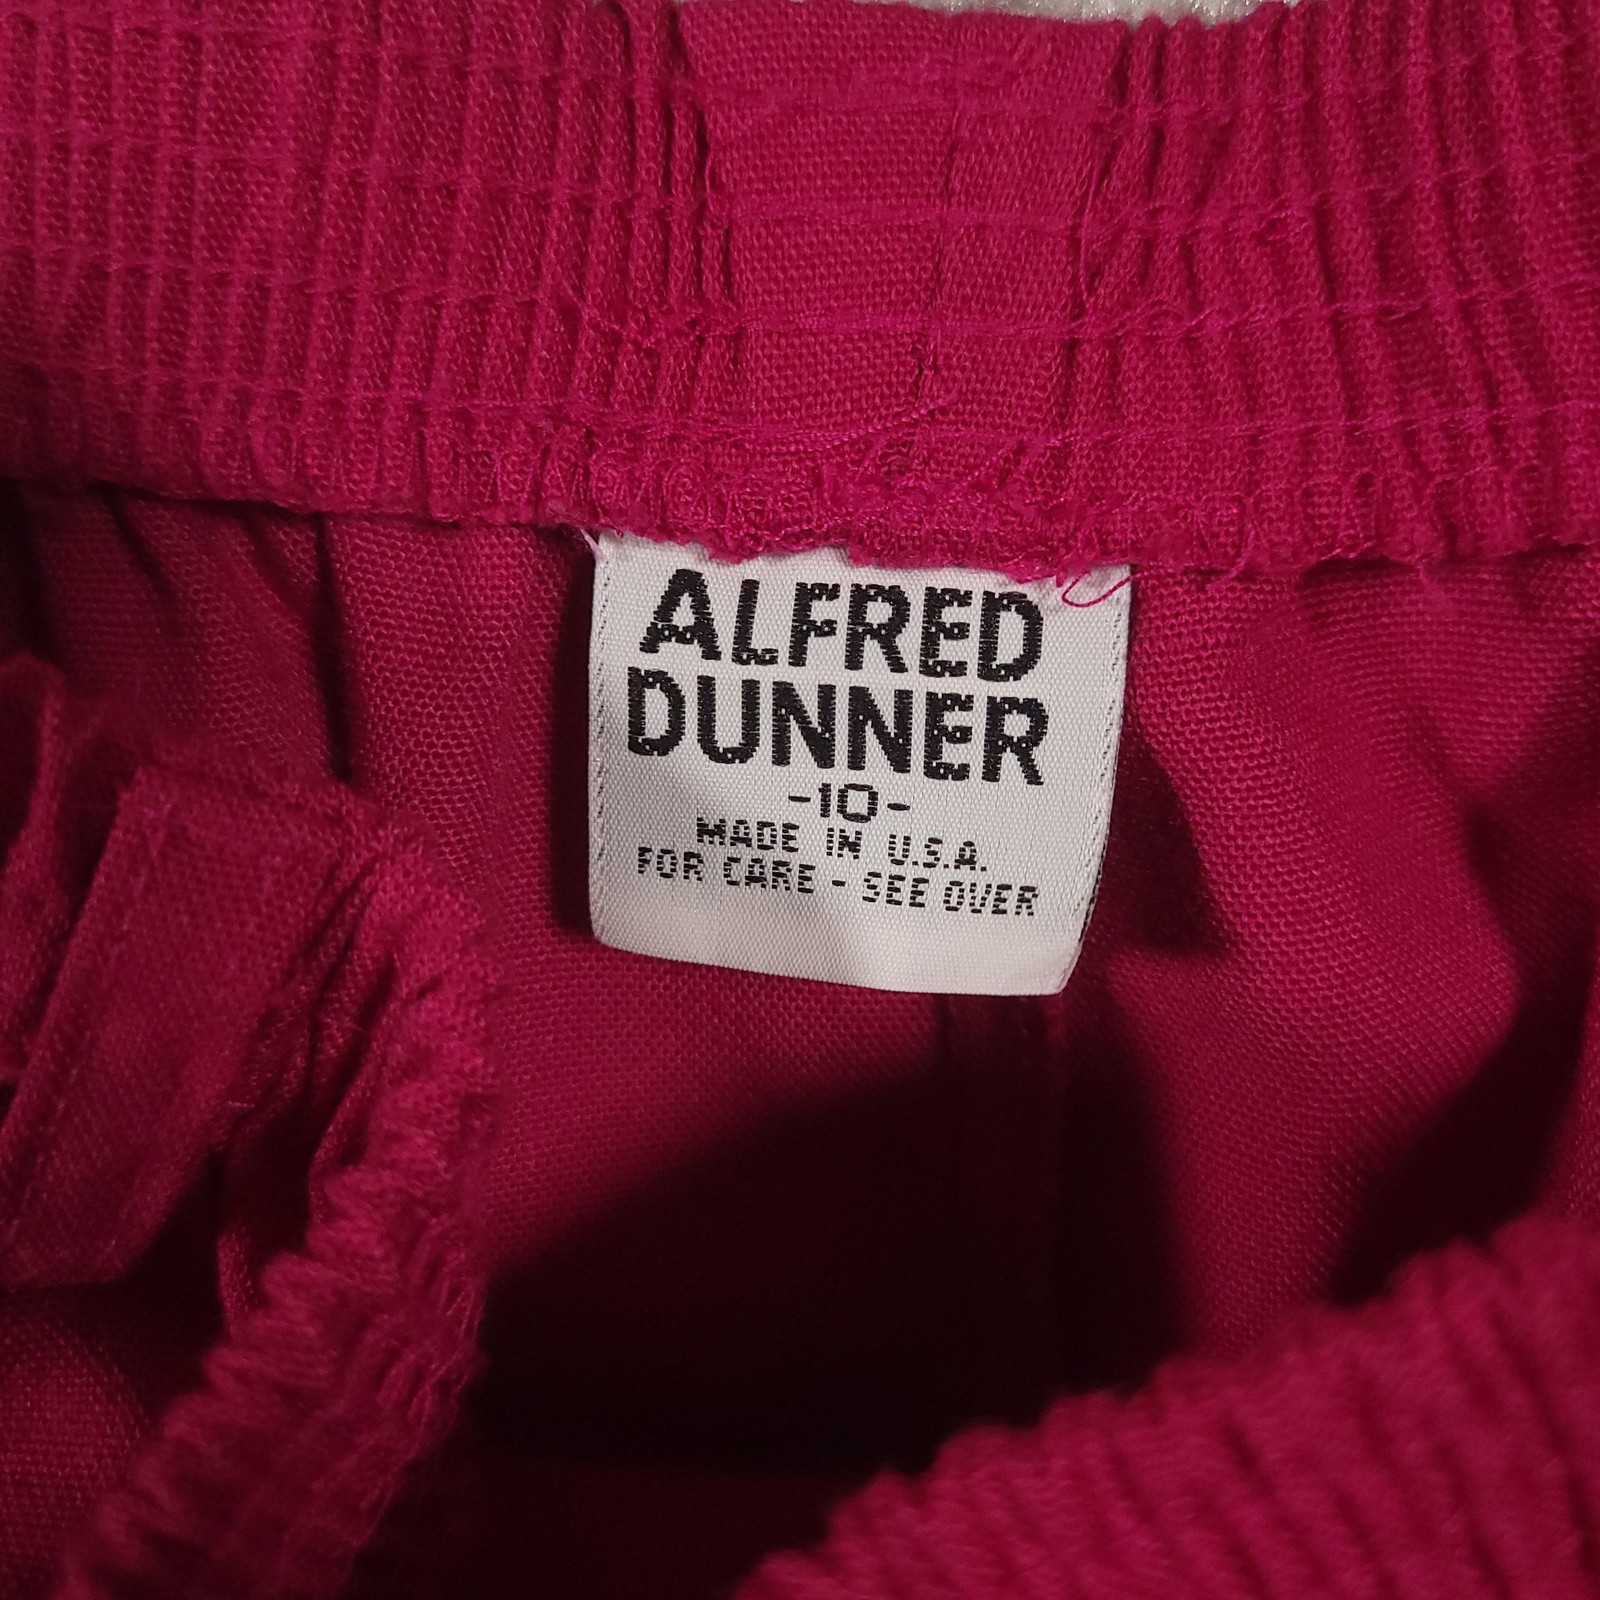 ALFRED
DUNNER
-10-
MADE IN U.S.A.
FOR CARE - SEE OVER